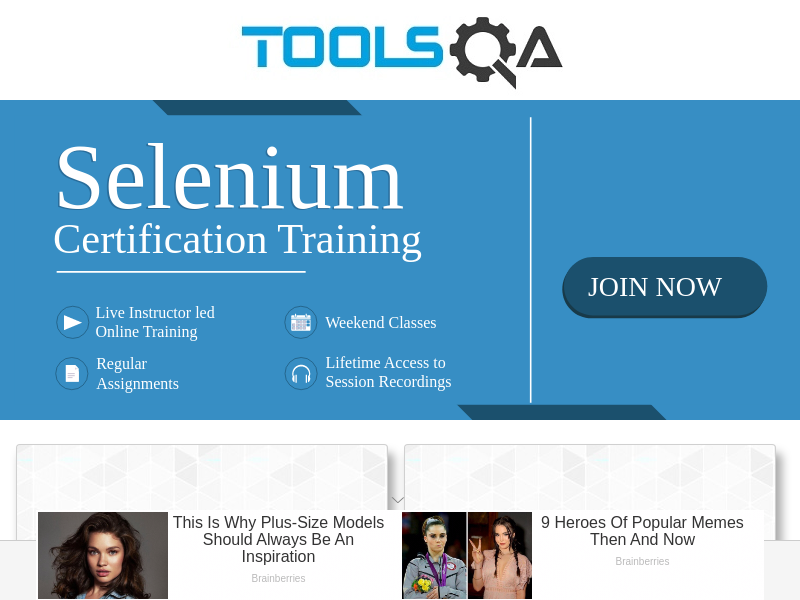 TOOLSQA
Selenium
Certification Training
JOIN NOW
Live Instructor led
Online Training
Weekend Classes
Regular
Assignments
Lifetime Access to
Session Recordings
This Is Why Plus-Size Models
Should Always Be An
Inspiration
Brainberries
9 Heroes Of Popular Memes
Then And Now
Brainberries